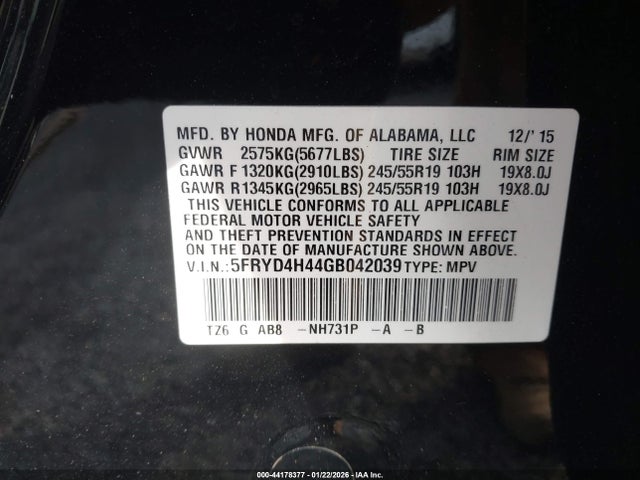 MFD. BY HONDA MFG. OF ALABAMA, LLC 12/'15
GVWR 2575KG(5677LBS) TIRE SIZE RIM SIZE
GAWR F 1320KG(2910LBS) 245/55R19 103H 19X8.0J
GAWR R 1345KG(2965LBS) 245/55R19 103H 19X8.0J
THIS VEHICLE CONFORMS TO ALL APPLICABLE
FEDERAL MOTOR VEHICLE SAFETY
AND THEFT PREVENTION STANDARDS IN EFFECT
ON THE DATE OF MANUFACTURE SHOWN ABOVE.
V.I.N.: 5FRYD4H44GB042039 TYPE: MPV
TZ6 G AB8 -NH731P -A -B
000-44178377 - 01/22/2026 - IAA Inc.